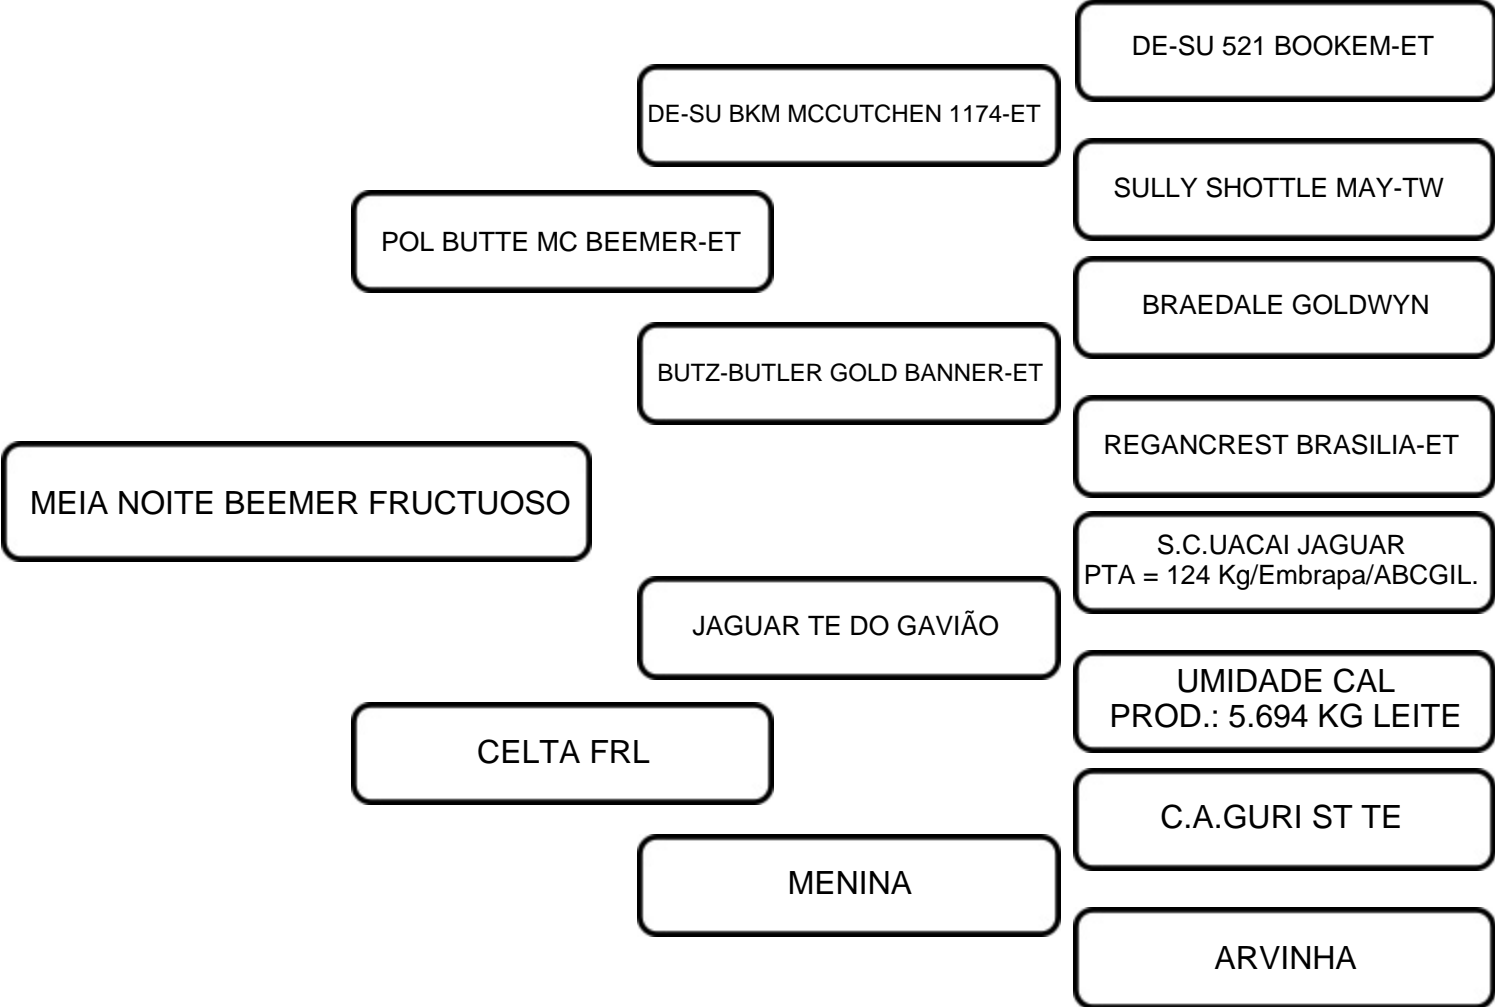 DE-SU 521 BOOKEM-ET
DE-SU BKM MCCUTCHEN 1174-ET
SULLY SHOTTLE MAY-TW
POL BUTTE MC BEEMER-ET
BRAEDALE GOLDWYN
BUTZ-BUTLER GOLD BANNER-ET
REGANCREST BRASILIA-ET
MEIA NOITE BEEMER FRUCTUOSO
S.C.UACAI JAGUAR
PTA = 124 Kg/Embrapa/ABCGIL.
JAGUAR TE DO GAVIÃO
UMIDADE CAL
PROD.: 5.694 KG LEITE
CELTA FRL
C.A.GURI ST TE
MENINA
ARVINHA